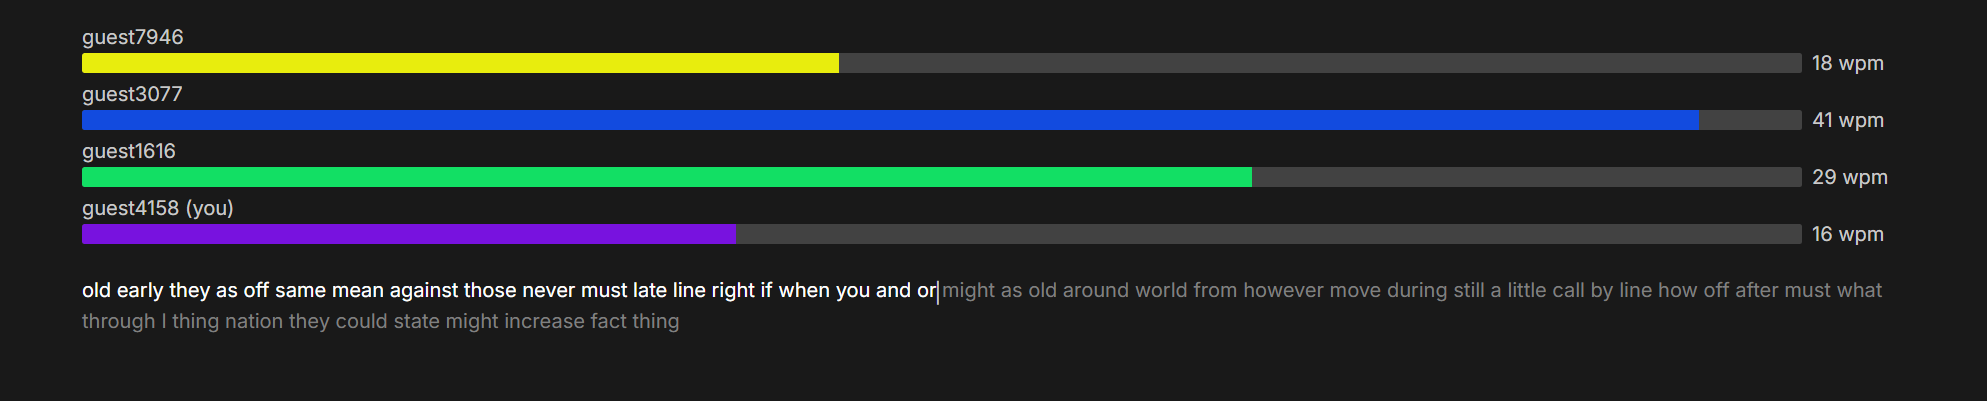 guest7946
18 wpm
guest3077
41 wpm
guest1616
29 wpm
guest4158 (you)
16 wpm
old early they as off same mean against those never must late line right if when you and or might as old around world from however move during still a little call by line how off after must what
through I thing nation they could state might increase fact thing